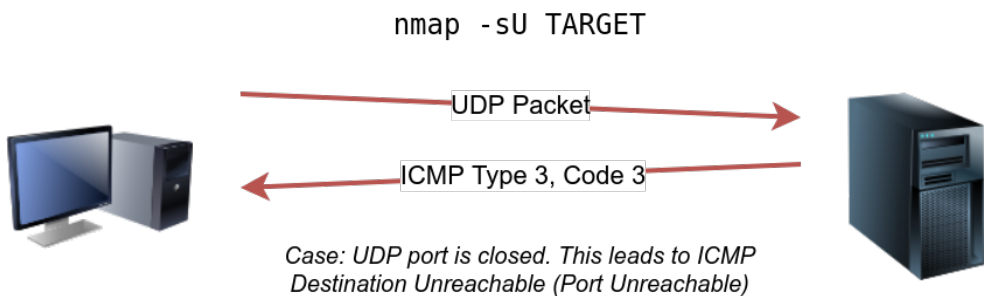 nmap -sU TARGET
UDP Packet
ICMP Type 3, Code 3
Case: UDP port is closed. This leads to ICMP
Destination Unreachable (Port Unreachable)